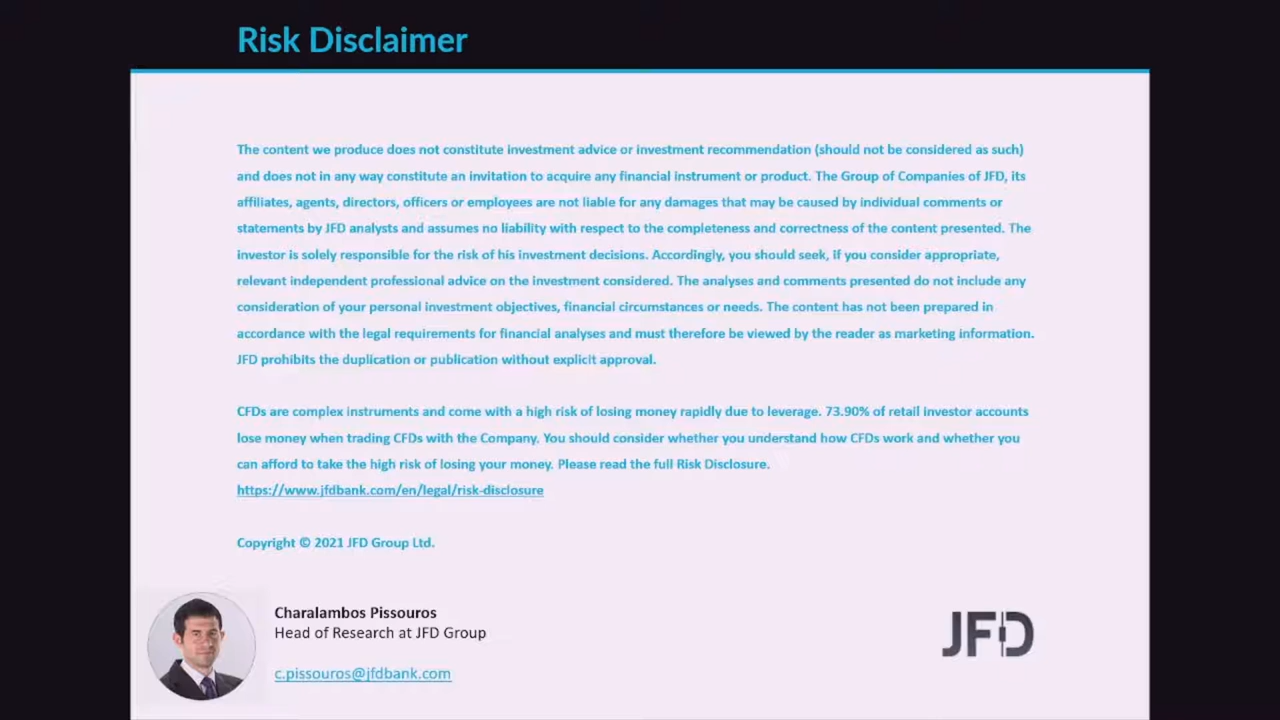 Risk Disclaimer
The content we produce does not constitute investment advice or investment recommendation (should not be considered as such)
and does not in any way constitute an invitation to acquire any financial instrument or product. The Group of Companies of JFD, its
affiliates, agents, directors, officers or employees are not liable for any damages that may be caused by individual comments or
statements by JFD analysts and assumes no liability with respect to the completeness and correctness of the content presented. The
investor is solely responsible for the risk of his investment decisions. Accordingly, you should seek, if you consider appropriate,
relevant independent professional advice on the investment considered. The analyses and comments presented do not include any
consideration of your personal investment objectives, financial circumstances or needs. The content has not been prepared in
accordance with the legal requirements for financial analyses and must therefore be viewed by the reader as marketing information.
JFD prohibits the duplication or publication without explicit approval.
CFDs are complex instruments and come with a high risk of losing money rapidly due to leverage. 73.90% of retail investor accounts
lose money when trading CFDs with the Company. You should consider whether you understand how CFDs work and whether you
can afford to take the high risk of losing your money. Please read the full Risk Disclosure.
https://www.jfdbank.com/en/legal/risk-disclosure
Copyright © 2021 JFD Group Ltd.
Charalambos Pissouros
Head of Research at JFD Group
c.pissouros@jfdbank.com
JFD